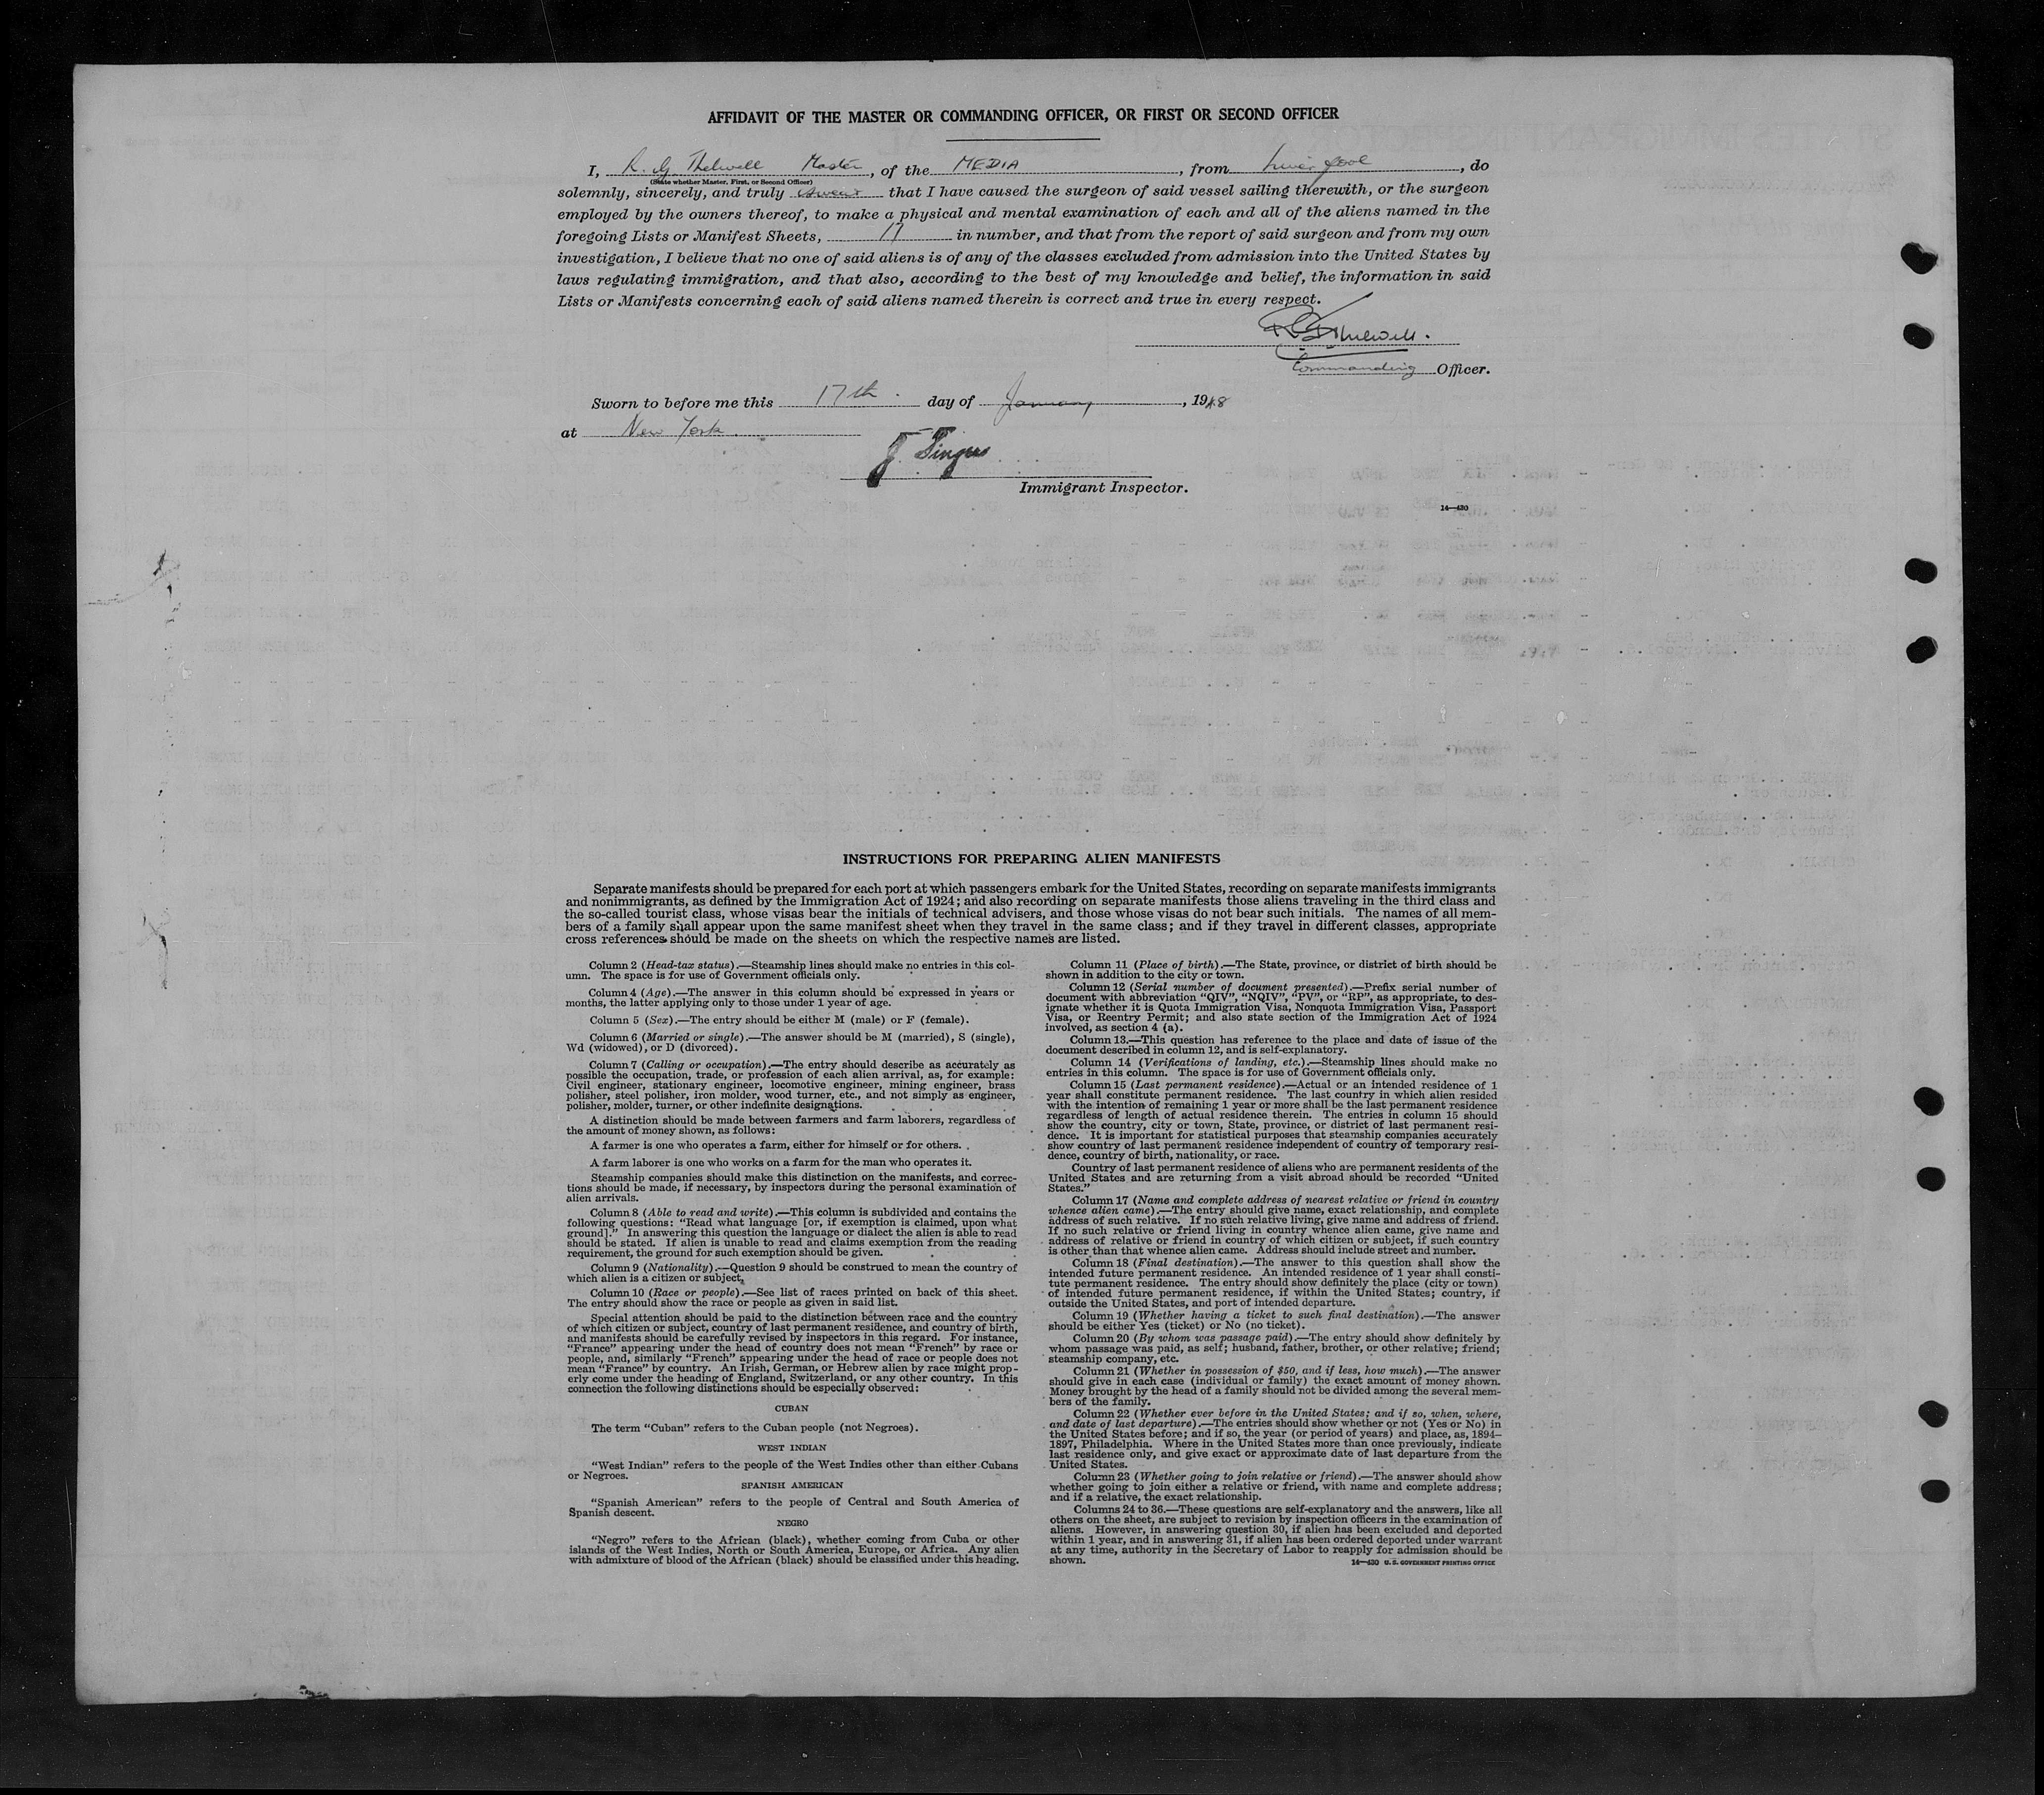 AFFIDAVIT OF THE MASTER OR COMMANDING OFFICER, OR FIRST OR SECOND OFFICER
I, R. G. Thelwell Master, of the MEDIA, from Liverpool, do
(State whether Master, First, or Second Officer)
solemnly, sincerely, and truly swear that I have caused the surgeon of said vessel sailing therewith, or the surgeon
employed by the owners thereof, to make a physical and mental examination of each and all of the aliens named in the
foregoing Lists or Manifest Sheets, 17 in number, and that from the report of said surgeon and from my own
investigation, I believe that no one of said aliens is of any of the classes excluded from admission into the United States by
laws regulating immigration, and that also, according to the best of my knowledge and belief, the information in said
Lists or Manifests concerning each of said aliens named therein is correct and true in every respect.
R G Thelwell.
Commanding Officer.
Sworn to before me this 17th. day of January, 1948
at New York.
Immigrant Inspector.
14—430
INSTRUCTIONS FOR PREPARING ALIEN MANIFESTS
Separate manifests should be prepared for each port at which passengers embark for the United States, recording on separate manifests immigrants
and nonimmigrants, as defined by the Immigration Act of 1924; and also recording on separate manifests those aliens traveling in the third class and
the so-called tourist class, whose visas bear the initials of technical advisers, and those whose visas do not bear such initials. The names of all mem-
bers of a family shall appear upon the same manifest sheet when they travel in the same class; and if they travel in different classes, appropriate
cross references should be made on the sheets on which the respective names are listed.
Column 2 (Head-tax status).—Steamship lines should make no entries in this col-
umn. The space is for use of Government officials only.
Column 4 (Age).—The answer in this column should be expressed in years or
months, the latter applying only to those under 1 year of age.
Column 5 (Sex).—The entry should be either M (male) or F (female).
Column 6 (Married or single).—The answer should be M (married), S (single),
Wd (widowed), or D (divorced).
Column 7 (Calling or occupation).—The entry should describe as accurately as
possible the occupation, trade, or profession of each alien arrival, as, for example:
Civil engineer, stationary engineer, locomotive engineer, mining engineer, brass
polisher, steel polisher, iron molder, wood turner, etc., and not simply as engineer,
polisher, molder, turner, or other indefinite designations.
A distinction should be made between farmers and farm laborers, regardless of
the amount of money shown, as follows:
A farmer is one who operates a farm, either for himself or for others.
A farm laborer is one who works on a farm for the man who operates it.
Steamship companies should make this distinction on the manifests, and correc-
tions should be made, if necessary, by inspectors during the personal examination of
alien arrivals.
Column 8 (Able to read and write).—This column is subdivided and contains the
following questions: “Read what language [or, if exemption is claimed, upon what
ground].” In answering this question the language or dialect the alien is able to read
should be stated. If alien is unable to read and claims exemption from the reading
requirement, the ground for such exemption should be given.
Column 9 (Nationality).—Question 9 should be construed to mean the country of
which alien is a citizen or subject.
Column 10 (Race or people).—See list of races printed on back of this sheet.
The entry should show the race or people as given in said list.
Special attention should be paid to the distinction between race and the country
of which citizen or subject, country of last permanent residence, and country of birth,
and manifests should be carefully revised by inspectors in this regard. For instance,
“France” appearing under the head of country does not mean “French” by race or
people, and, similarly “French” appearing under the head of race or people does not
mean “France” by country. An Irish, German, or Hebrew alien by race might prop-
erly come under the heading of England, Switzerland, or any other country. In this
connection the following distinctions should be especially observed:
CUBAN
The term “Cuban” refers to the Cuban people (not Negroes).
WEST INDIAN
“West Indian” refers to the people of the West Indies other than either Cubans
or Negroes.
SPANISH AMERICAN
“Spanish American” refers to the people of Central and South America of
Spanish descent.
NEGRO
“Negro” refers to the African (black), whether coming from Cuba or other
islands of the West Indies, North or South America, Europe, or Africa. Any alien
with admixture of blood of the African (black) should be classified under this heading.
Column 11 (Place of birth).—The State, province, or district of birth should be
shown in addition to the city or town.
Column 12 (Serial number of document presented).—Prefix serial number of
document with abbreviation “QIV”, “NQIV”, “PV”, or “RP”, as appropriate, to des-
ignate whether it is Quota Immigration Visa, Nonquota Immigration Visa, Passport
Visa, or Reentry Permit; and also state section of the Immigration Act of 1924
involved, as section 4 (a).
Column 13.—This question has reference to the place and date of issue of the
document described in column 12, and is self-explanatory.
Column 14 (Verifications of landing, etc.).—Steamship lines should make no
entries in this column. The space is for use of Government officials only.
Column 15 (Last permanent residence).—Actual or an intended residence of 1
year shall constitute permanent residence. The last country in which alien resided
with the intention of remaining 1 year or more shall be the last permanent residence
regardless of length of actual residence therein. The entries in column 15 should
show the country, city or town, State, province, or district of last permanent resi-
dence. It is important for statistical purposes that steamship companies accurately
show country of last permanent residence independent of country of temporary resi-
dence, country of birth, nationality, or race.
Country of last permanent residence of aliens who are permanent residents of the
United States and are returning from a visit abroad should be recorded “United
States.”
Column 17 (Name and complete address of nearest relative or friend in country
whence alien came).—The entry should give name, exact relationship, and complete
address of such relative. If no such relative living, give name and address of friend.
If no such relative or friend living in country whence alien came, give name and
address of relative or friend in country of which citizen or subject, if such country
is other than that whence alien came. Address should include street and number.
Column 18 (Final destination).—The answer to this question shall show the
intended future permanent residence. An intended residence of 1 year shall consti-
tute permanent residence. The entry should show definitely the place (city or town)
of intended future permanent residence, if within the United States; country, if
outside the United States, and port of intended departure.
Column 19 (Whether having a ticket to such final destination).—The answer
should be either Yes (ticket) or No (no ticket).
Column 20 (By whom was passage paid).—The entry should show definitely by
whom passage was paid, as self; husband, father, brother, or other relative; friend;
steamship company, etc.
Column 21 (Whether in possession of $50, and if less, how much).—The answer
should give in each case (individual or family) the exact amount of money shown.
Money brought by the head of a family should not be divided among the several mem-
bers of the family.
Column 22 (Whether ever before in the United States; and if so, when, where,
and date of last departure).—The entries should show whether or not (Yes or No) in
the United States before; and if so, the year (or period of years) and place, as, 1894–
1897, Philadelphia. Where in the United States more than once previously, indicate
last residence only, and give exact or approximate date of last departure from the
United States.
Column 23 (Whether going to join relative or friend).—The answer should show
whether going to join either a relative or friend, with name and complete address;
and if a relative, the exact relationship.
Columns 24 to 36.—These questions are self-explanatory and the answers, like all
others on the sheet, are subject to revision by inspection officers in the examination of
aliens. However, in answering question 30, if alien has been excluded and deported
within 1 year, and in answering 31, if alien has been ordered deported under warrant
at any time, authority in the Secretary of Labor to reapply for admission should be
shown.
14—430 U. S. GOVERNMENT PRINTING OFFICE